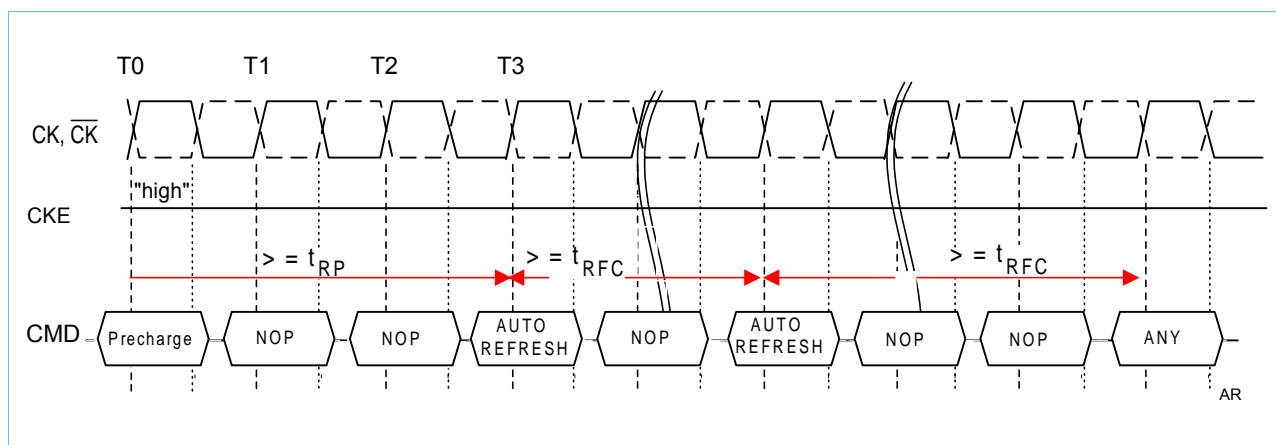 T0 T1 T2 T3
CK, CK
"high"
CKE
> = tRP > = tRFC > = tRFC
CMD Precharge NOP NOP AUTO REFRESH NOP AUTO REFRESH NOP NOP ANY
AR